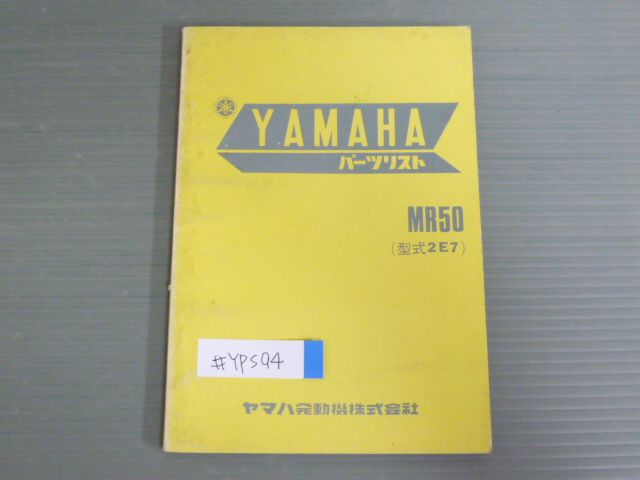 YAMAHA
パーツリスト
MR50
(型式2E7)
#YPS94
ヤマハ発動機株式会社